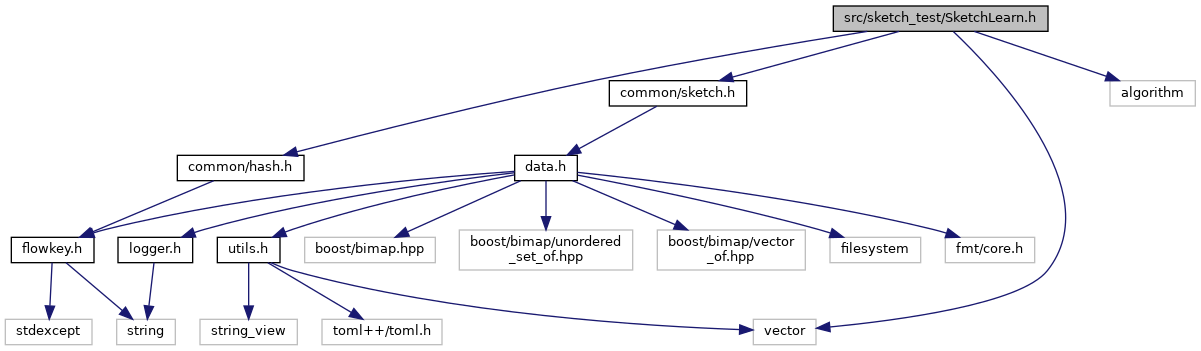 src/sketch_test/SketchLearn.h
common/sketch.h
algorithm
common/hash.h
data.h
flowkey.h
logger.h
utils.h
boost/bimap.hpp
boost/bimap/unordered
_set_of.hpp
boost/bimap/vector
_of.hpp
filesystem
fmt/core.h
stdexcept
string
string_view
toml++/toml.h
vector